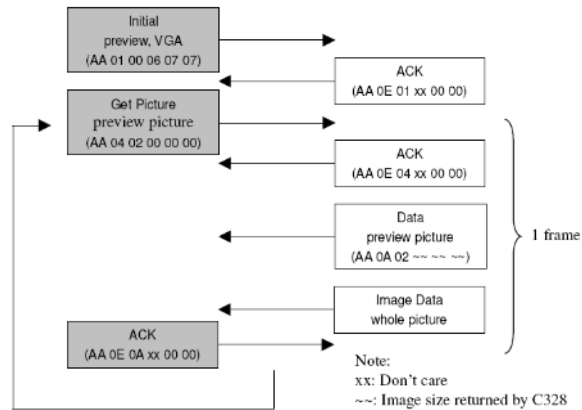 Initial
preview, VGA
(AA 01 00 06 07 07)
ACK
(AA 0E 01 xx 00 00)
Get Picture
preview picture
(AA 04 02 00 00 00)
ACK
(AA 0E 04 xx 00 00)
Data
preview picture
(AA 0A 02 ~~ ~~ ~~)
1 frame
Image Data
whole picture
ACK
(AA 0E 0A xx 00 00)
Note:
xx: Don't care
~~: Image size returned by C328